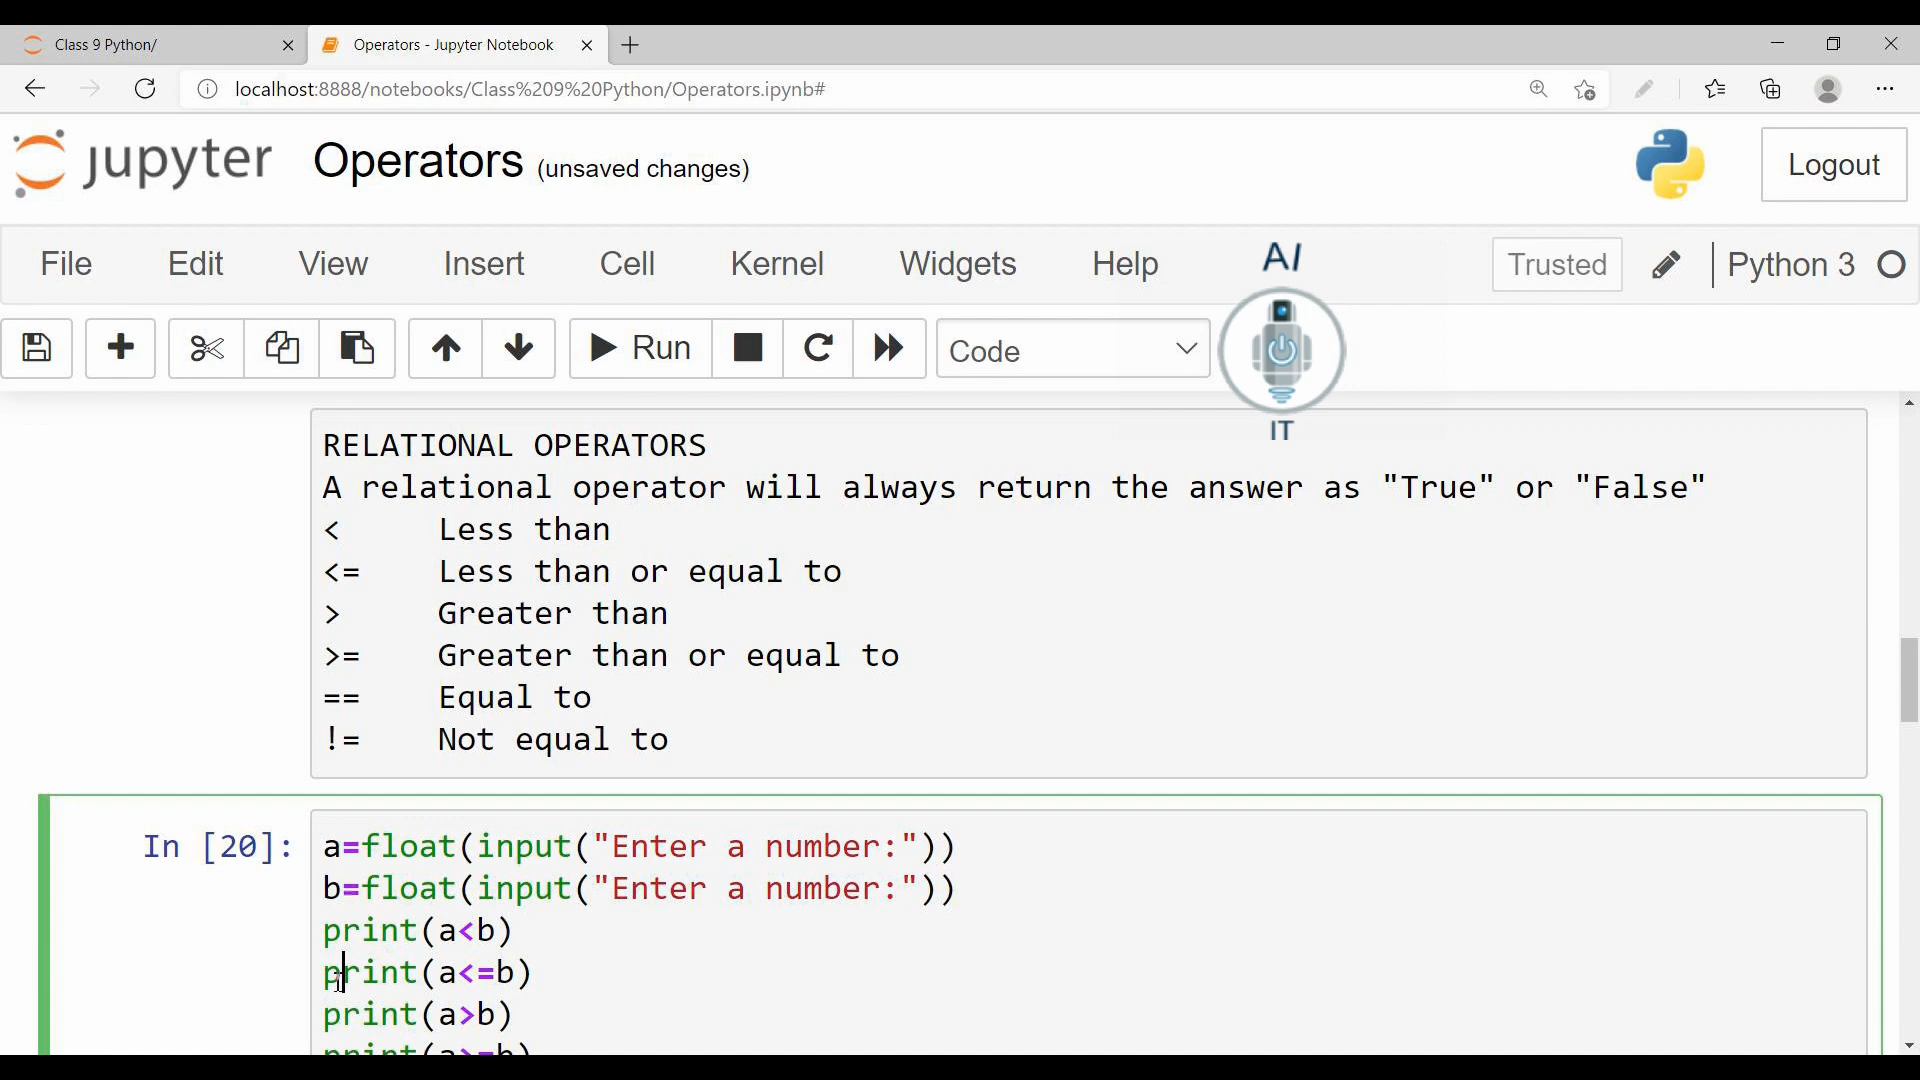 Class 9 Python/
Operators - Jupyter Notebook
localhost:8888/notebooks/Class%209%20Python/Operators.ipynb#
jupyter Operators (unsaved changes)
Logout
File Edit View Insert Cell Kernel Widgets Help
AI
Trusted
Python 3
Run
Code
IT
RELATIONAL OPERATORS
A relational operator will always return the answer as "True" or "False"
< Less than
<= Less than or equal to
> Greater than
>= Greater than or equal to
== Equal to
!= Not equal to
In [20]: a=float(input("Enter a number:"))
b=float(input("Enter a number:"))
print(a<b)
print(a<=b)
print(a>b)
print(a>=b)